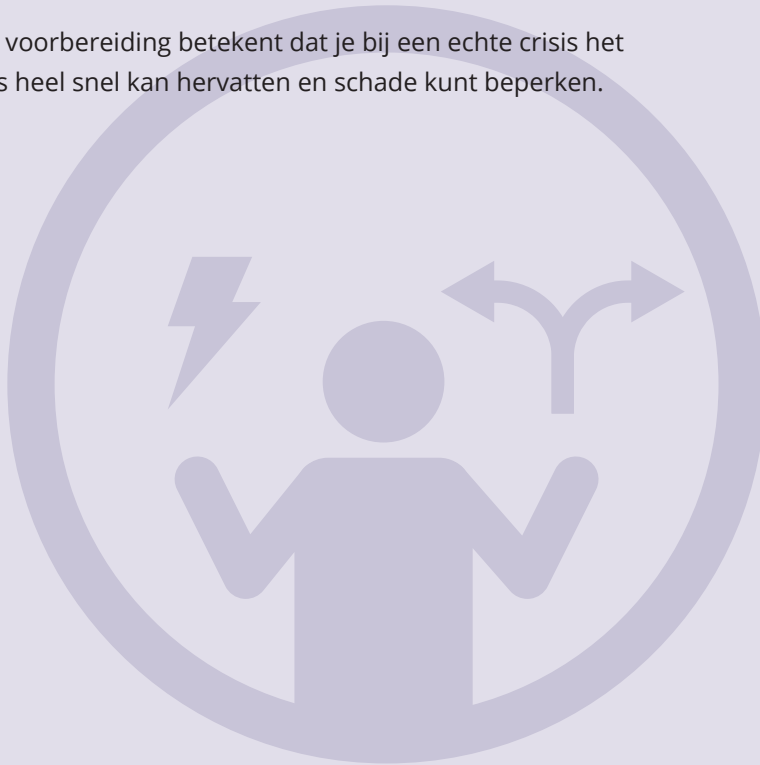 voorbereiding betekent dat je bij een echte crisis het
s heel snel kan hervatten en schade kunt beperken.